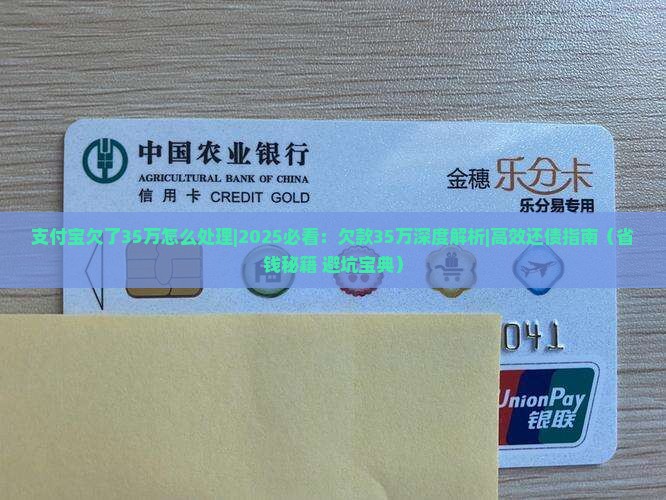 中国农业银行
AGRICULTURAL BANK OF CHINA
信用卡 CREDIT GOLD
金穗 乐分卡
乐分易专用
支付宝欠了35万怎么处理|2025必看：欠款35万深度解析|高效还债指南（省
钱秘籍 避坑宝典）
041
UnionPay
银联